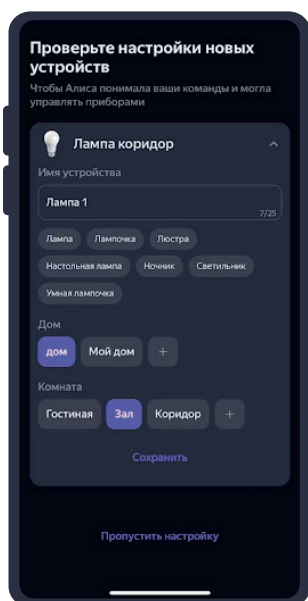 Проверьте настройки новых
устройств
Чтобы Алиса понимала ваши команды и могла
управлять приборами
Лампа коридор
Имя устройства
Лампа 1
7/25
Лампа Лампочка Люстра
Настольная лампа Ночник Светильник
Умная лампочка
Дом
дом Мой дом +
Комната
Гостиная Зал Коридор +
Сохранить
Пропустить настройку